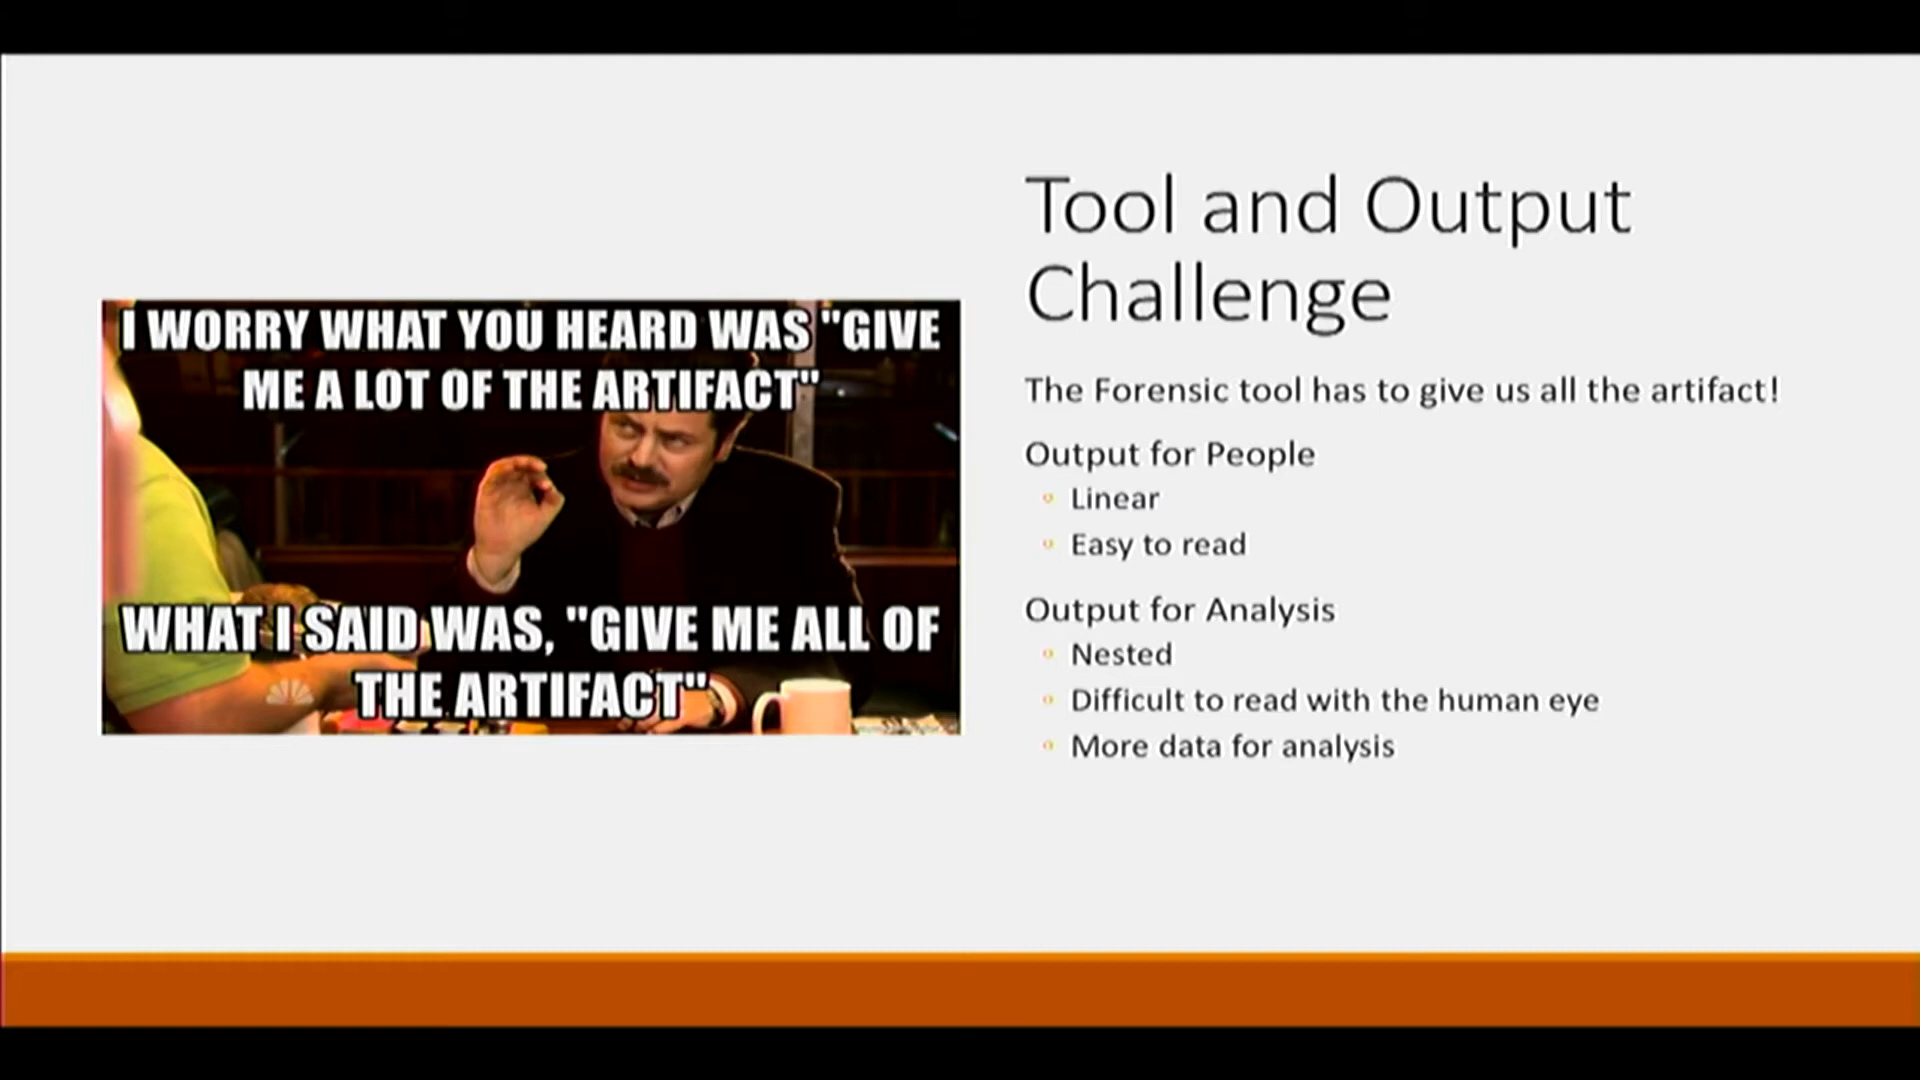 I WORRY WHAT YOU HEARD WAS "GIVE
ME A LOT OF THE ARTIFACT"
WHAT I SAID WAS, "GIVE ME ALL OF
THE ARTIFACT"
Tool and Output
Challenge
The Forensic tool has to give us all the artifact!
Output for People
Linear
Easy to read
Output for Analysis
Nested
Difficult to read with the human eye
More data for analysis